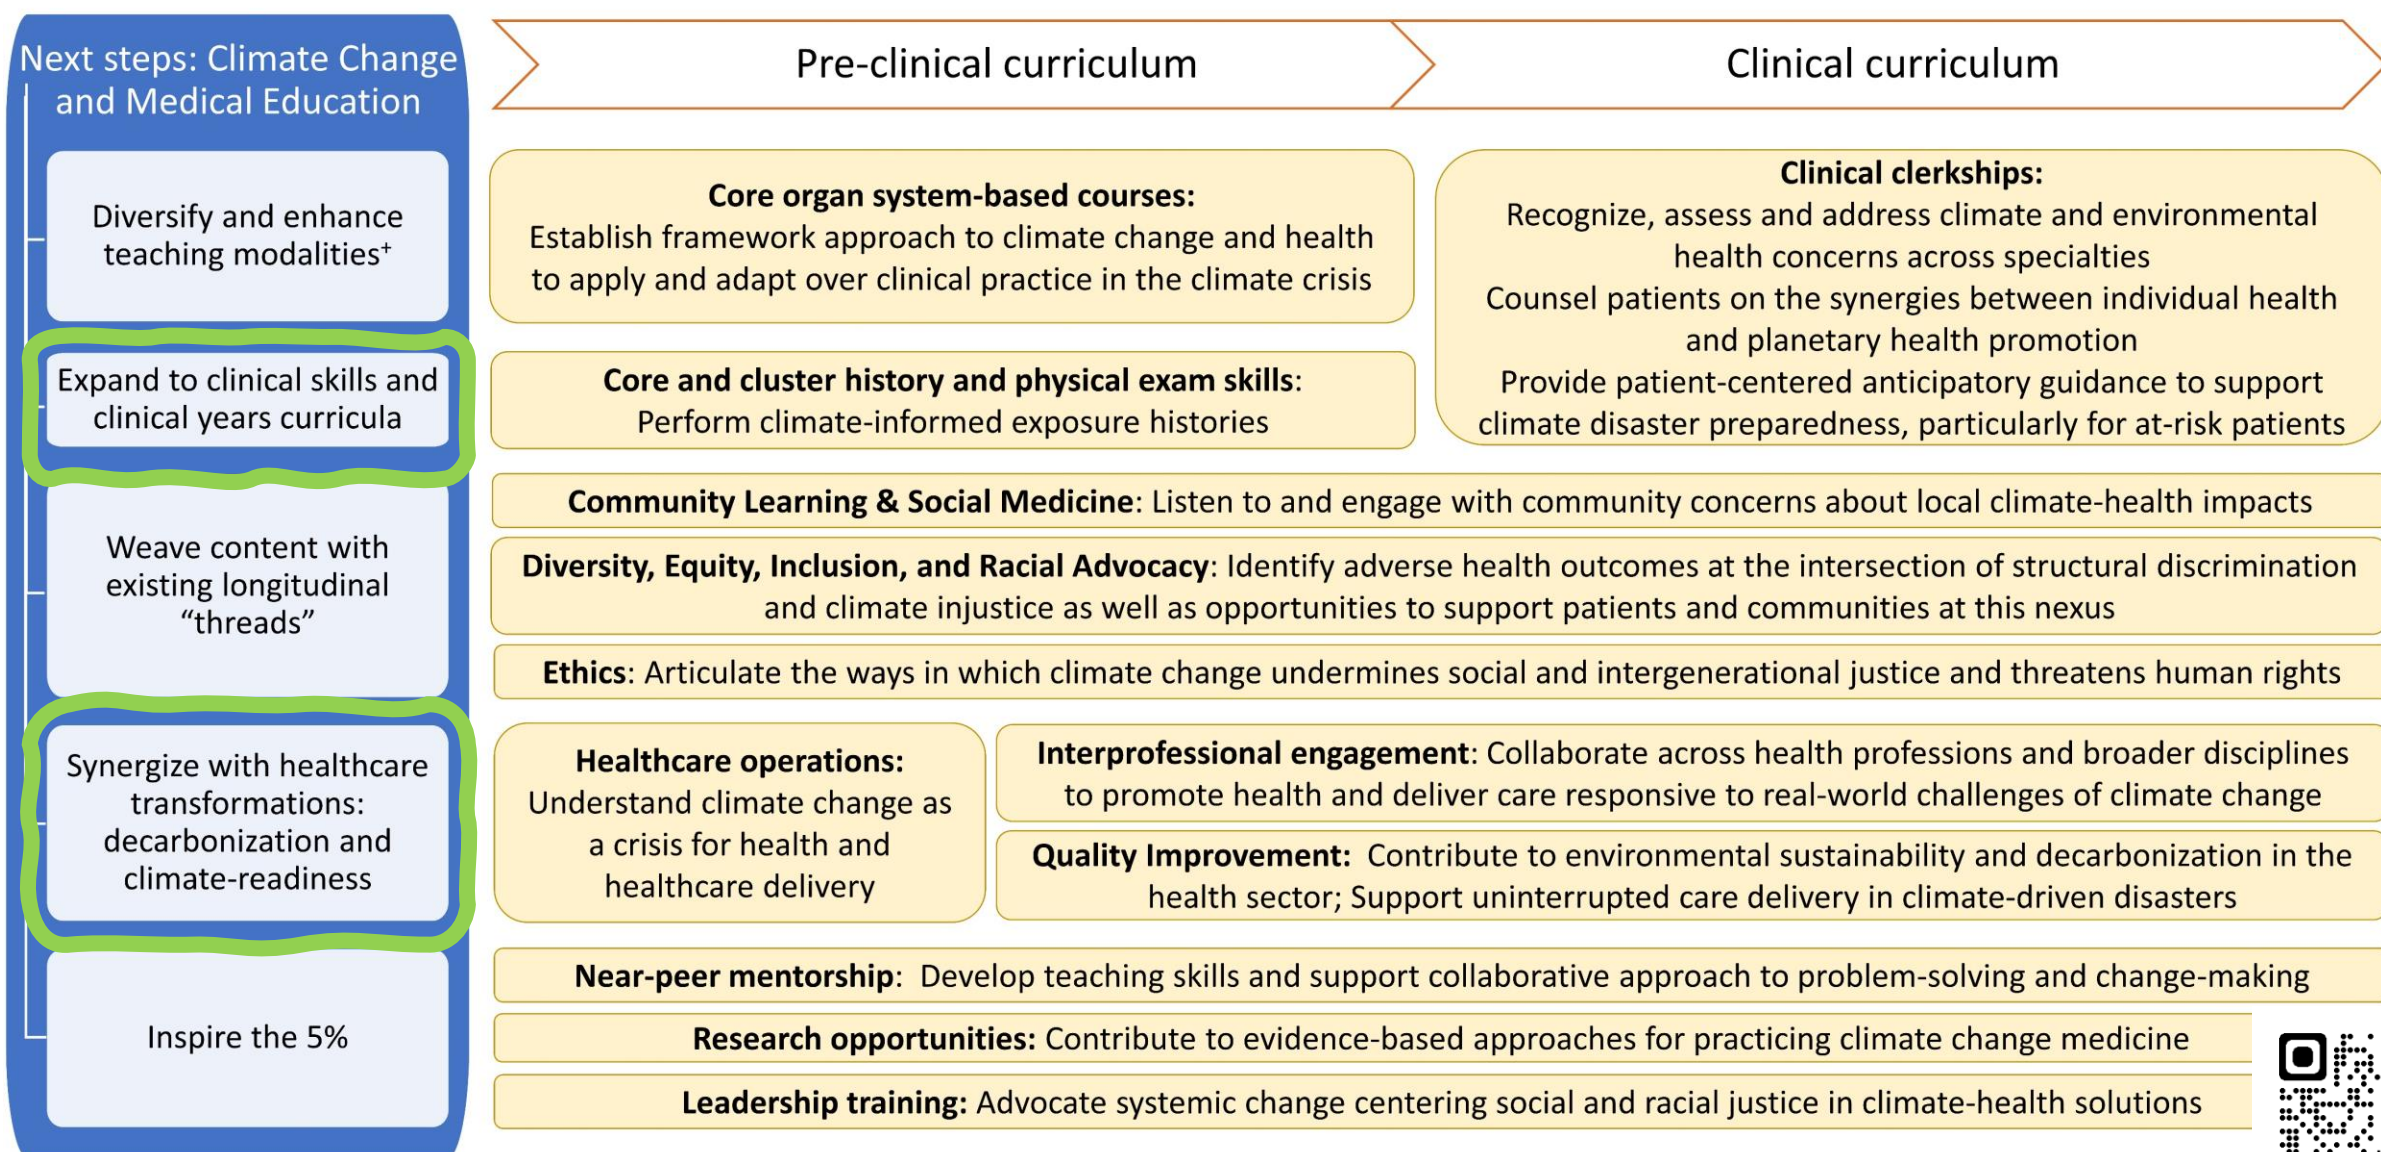 Next steps: Climate Change
and Medical Education
Pre-clinical curriculum
Clinical curriculum
Diversify and enhance
teaching modalities⁺
Core organ system-based courses:
Establish framework approach to climate change and health
to apply and adapt over clinical practice in the climate crisis
Clinical clerkships:
Recognize, assess and address climate and environmental
health concerns across specialties
Counsel patients on the synergies between individual health
and planetary health promotion
Provide patient-centered anticipatory guidance to support
climate disaster preparedness, particularly for at-risk patients
Expand to clinical skills and
clinical years curricula
Core and cluster history and physical exam skills:
Perform climate-informed exposure histories
Weave content with
existing longitudinal
“threads”
Community Learning & Social Medicine: Listen to and engage with community concerns about local climate-health impacts
Diversity, Equity, Inclusion, and Racial Advocacy: Identify adverse health outcomes at the intersection of structural discrimination
and climate injustice as well as opportunities to support patients and communities at this nexus
Ethics: Articulate the ways in which climate change undermines social and intergenerational justice and threatens human rights
Synergize with healthcare
transformations:
decarbonization and
climate-readiness
Healthcare operations:
Understand climate change as
a crisis for health and
healthcare delivery
Interprofessional engagement: Collaborate across health professions and broader disciplines
to promote health and deliver care responsive to real-world challenges of climate change
Quality Improvement: Contribute to environmental sustainability and decarbonization in the
health sector; Support uninterrupted care delivery in climate-driven disasters
Inspire the 5%
Near-peer mentorship: Develop teaching skills and support collaborative approach to problem-solving and change-making
Research opportunities: Contribute to evidence-based approaches for practicing climate change medicine
Leadership training: Advocate systemic change centering social and racial justice in climate-health solutions